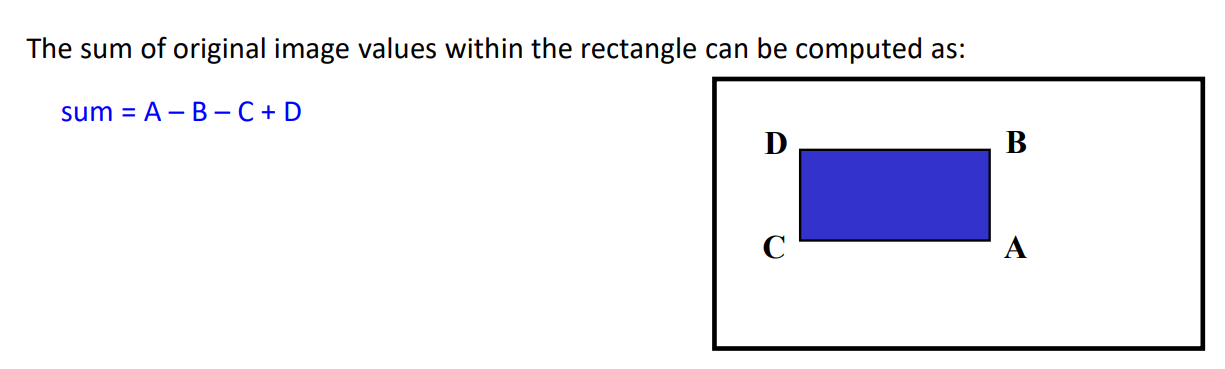 The sum of original image values within the rectangle can be computed as:
sum = A – B – C + D
D B
C A